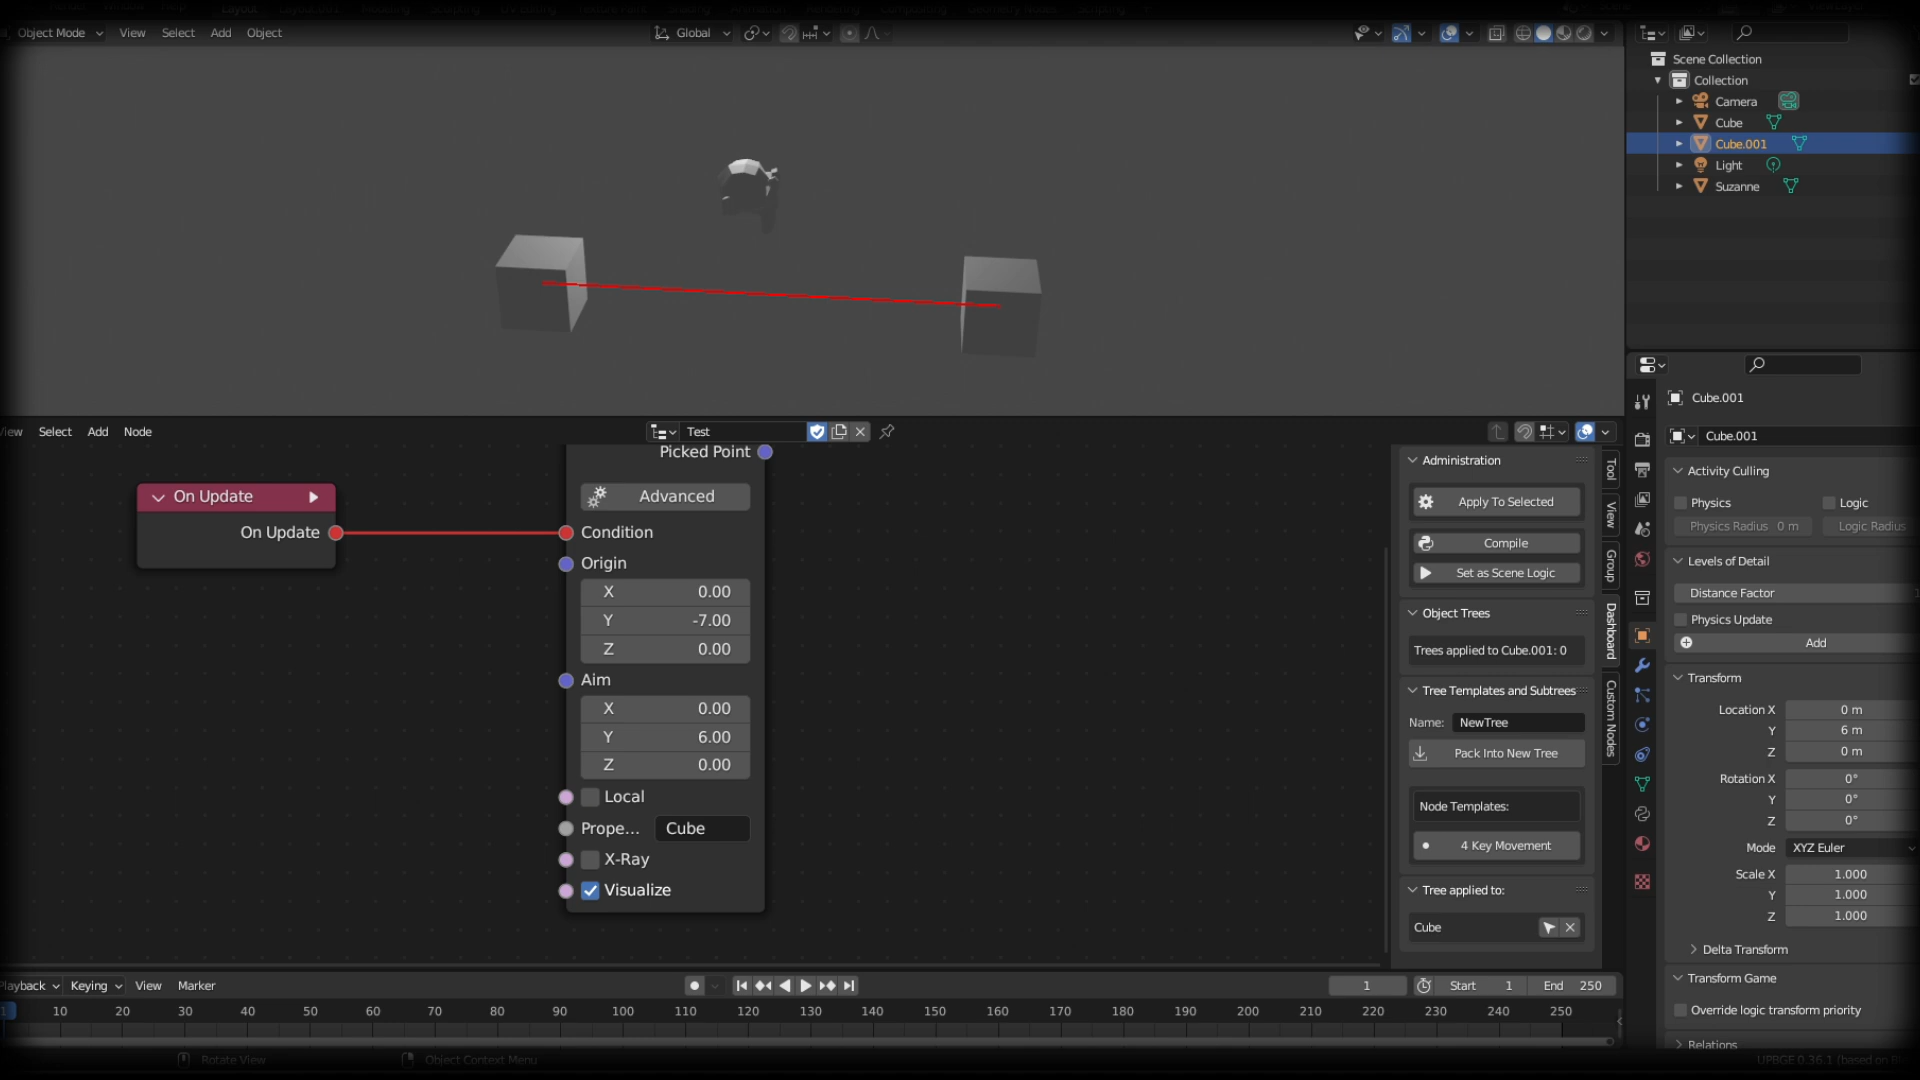 Object Mode
View
Select
Add
Object
Global
Scene Collection
Collection
Camera
Cube
Cube.001
Light
Suzanne
View
Select
Add
Node
Test
On Update
On Update
Picked Point
Advanced
Condition
Origin
X 0.00
Y -7.00
Z 0.00
Aim
X 0.00
Y 6.00
Z 0.00
Local
Prope... Cube
X-Ray
Visualize
Administration
Apply To Selected
Compile
Set as Scene Logic
Object Trees
Trees applied to Cube.001: 0
Tree Templates and Subtrees
Name: NewTree
Pack Into New Tree
Node Templates:
4 Key Movement
Tree applied to:
Cube
Tool
View
Group
Dashboard
Custom Nodes
Cube.001
Cube.001
Activity Culling
Physics
Logic
Physics Radius 0 m
Logic Radius
Levels of Detail
Distance Factor
Physics Update
Add
Transform
Location X 0 m
Y 6 m
Z 0 m
Rotation X 0°
Y 0°
Z 0°
Mode XYZ Euler
Scale X 1.000
Y 1.000
Z 1.000
Delta Transform
Transform Game
Override logic transform priority
Relations
Playback
Keying
View
Marker
1
Start 1
End 250
1 10 20 30 40 50 60 70 80 90 100 110 120 130 140 150 160 170 180 190 200 210 220 230 240 250
Rotate View
Object Context Menu
UPBGE 0.36.1 (based on